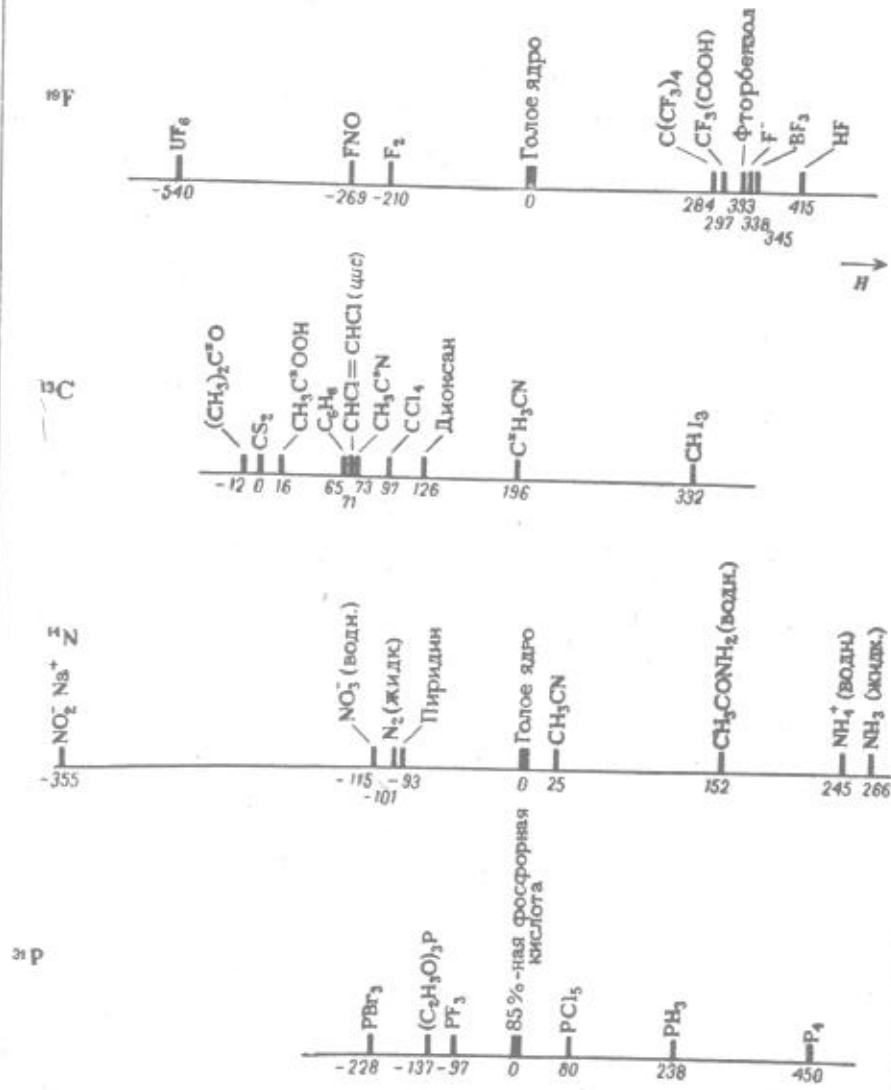 ¹⁹F
UF₆
FNO
F₂
Голое ядро
C(CF₃)₄
CF₃(COOH)
Фторбензол
F⁻
BF₃
HF
-540
-269
-210
0
284
297
333
338
345
415
H
¹³C
(CH₃)₂C*O
CS₂
CH₃C*OOH
C₆H₆
CHCl=CHCl (цис)
CH₃C*N
CCl₄
Диоксан
C*H₃CN
CHI₃
-12
0
16
65
71
73
97
126
196
332
¹⁴N
NO₂⁻ Na⁺
NO₃⁻ (водн.)
N₂ (жидк.)
Пиридин
Голое ядро
CH₃CN
CH₃CONH₂ (водн.)
NH₄⁺ (водн)
NH₃ (жидк.)
-355
-115
-101
-93
0
25
152
245
266
³¹P
PBr₃
(C₂H₅O)₃P
PF₃
85%-ная фосфорная
кислота
PCl₅
PH₃
P₄
-228
-137
-97
0
80
238
450